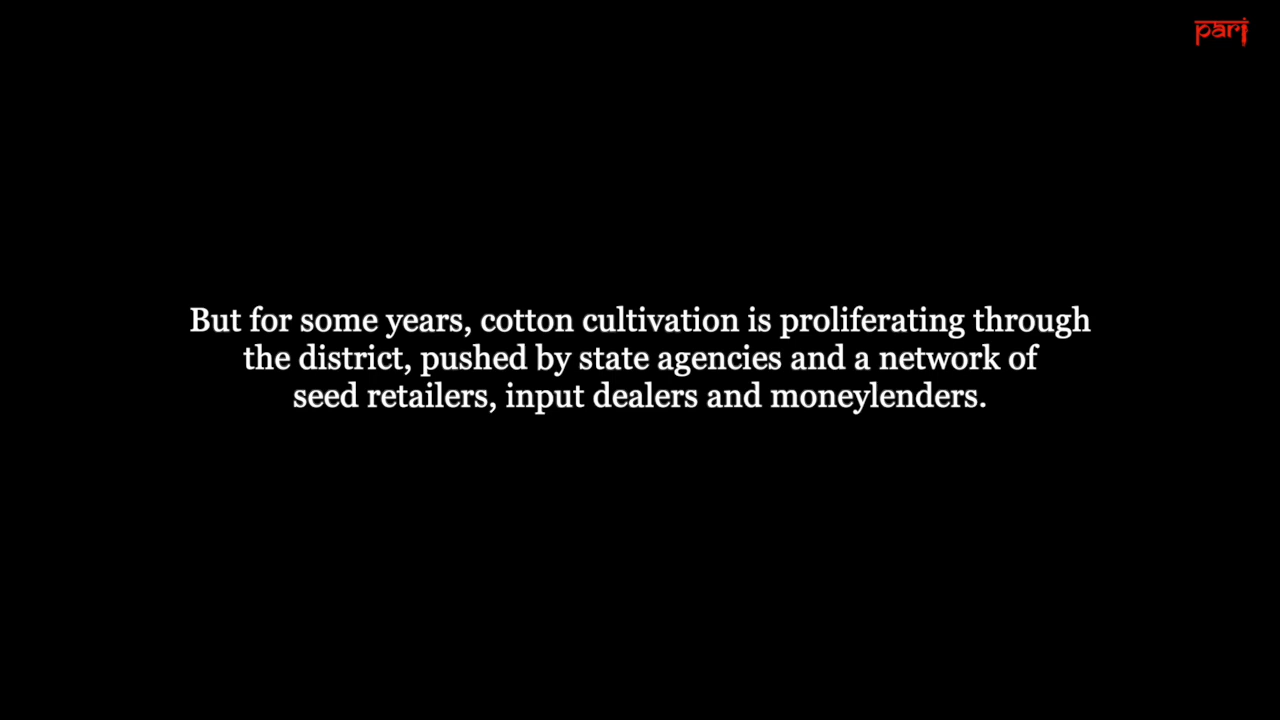 pari
But for some years, cotton cultivation is proliferating through
the district, pushed by state agencies and a network of
seed retailers, input dealers and moneylenders.